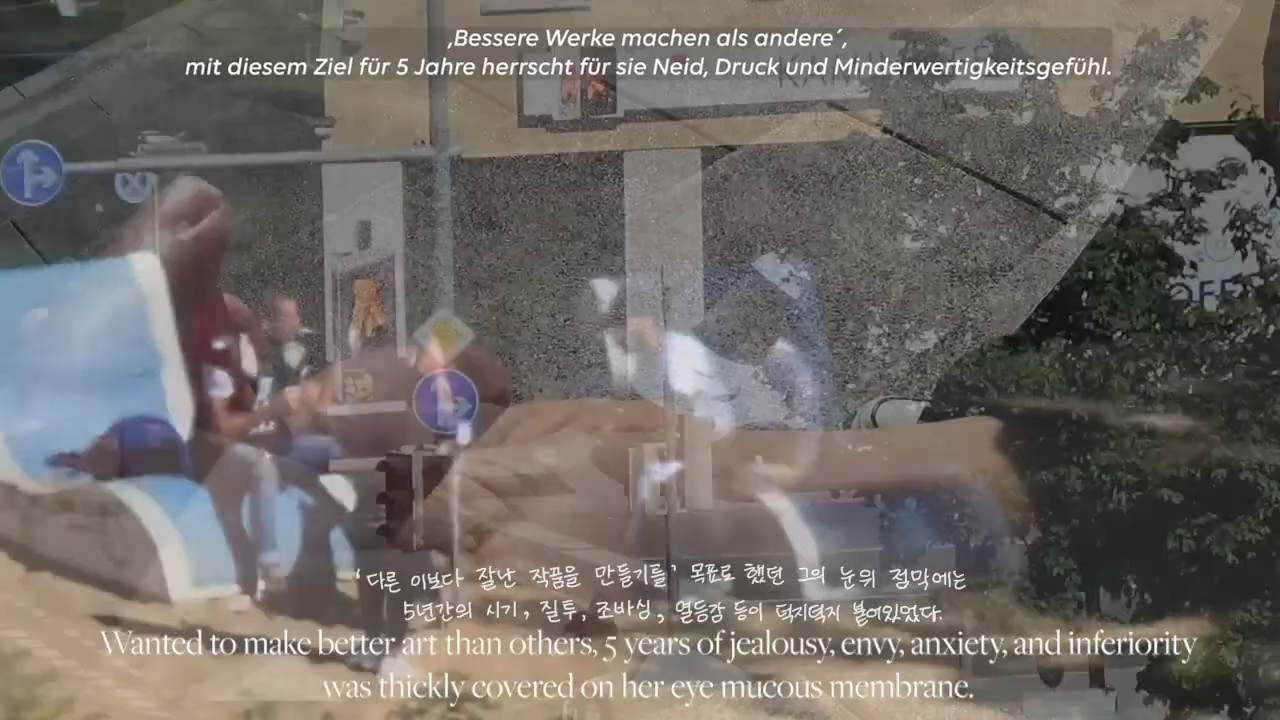 ‚Bessere Werke machen als andere´,
mit diesem Ziel für 5 Jahre herrscht für sie Neid, Druck und Minderwertigkeitsgefühl.
'다른 이보다 잘난 작품을 만들기를' 목표로 했던 그의 눈위 점막에는
5년간의 시기, 질투, 조바심, 열등감 등이 덕지덕지 붙어있었다.
Wanted to make better art than others, 5 years of jealousy, envy, anxiety, and inferiority
was thickly covered on her eye mucous membrane.